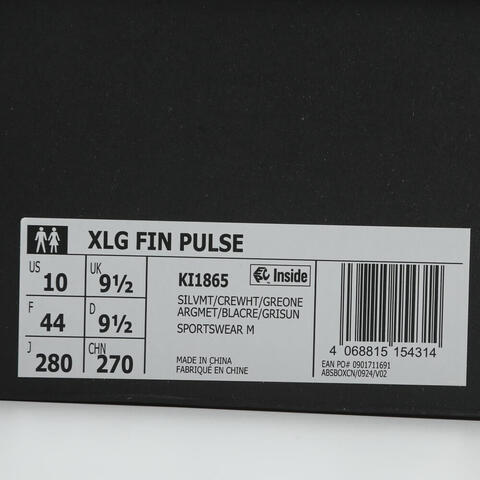 XLG FIN PULSE
US 10 UK 9½
F 44 D 9½
J 280 CHN 270
KI1865
Inside
SILVMT/CREWHT/GREONE
ARGMET/BLACRE/GRISUN
SPORTSWEAR M
MADE IN CHINA
FABRIQUÉ EN CHINE
4 068815 154314
EAN PO# 0901711691
ABSBOXCN/0924/V02